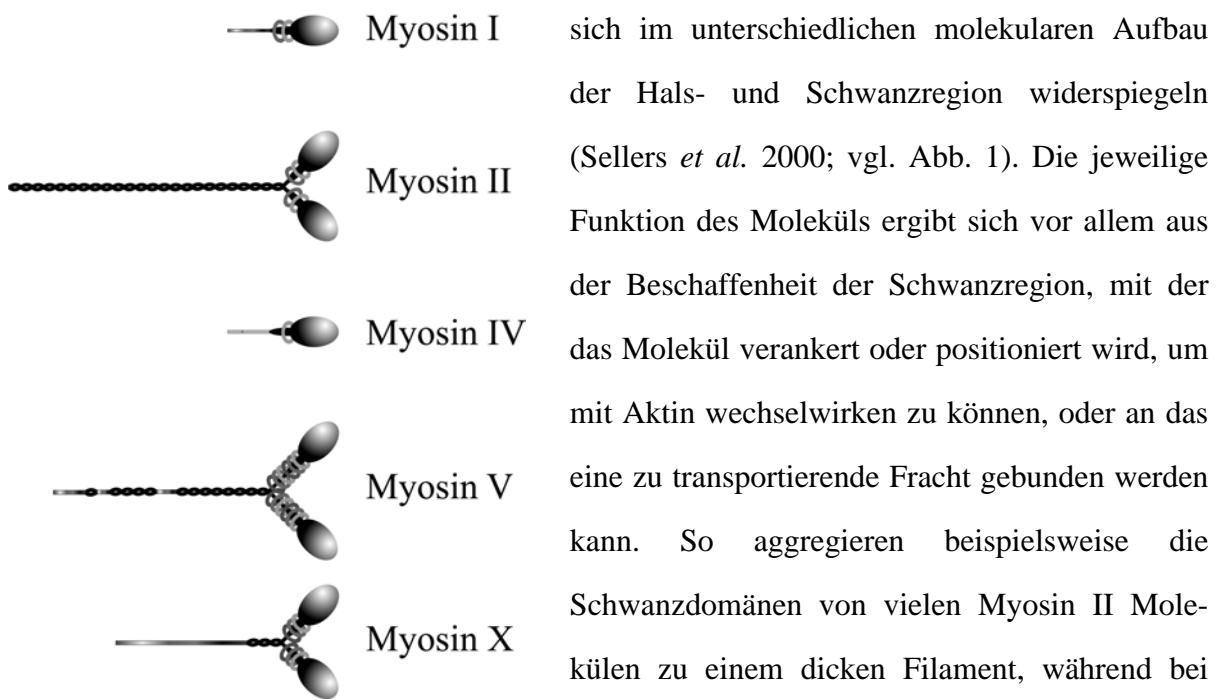 Myosin I
Myosin II
Myosin IV
Myosin V
Myosin X
sich im unterschiedlichen molekularen Aufbau
der Hals- und Schwanzregion widerspiegeln
(Sellers et al. 2000; vgl. Abb. 1). Die jeweilige
Funktion des Moleküls ergibt sich vor allem aus
der Beschaffenheit der Schwanzregion, mit der
das Molekül verankert oder positioniert wird, um
mit Aktin wechselwirken zu können, oder an das
eine zu transportierende Fracht gebunden werden
kann. So aggregieren beispielsweise die
Schwanzdomänen von vielen Myosin II Mole-
külen zu einem dicken Filament, während bei